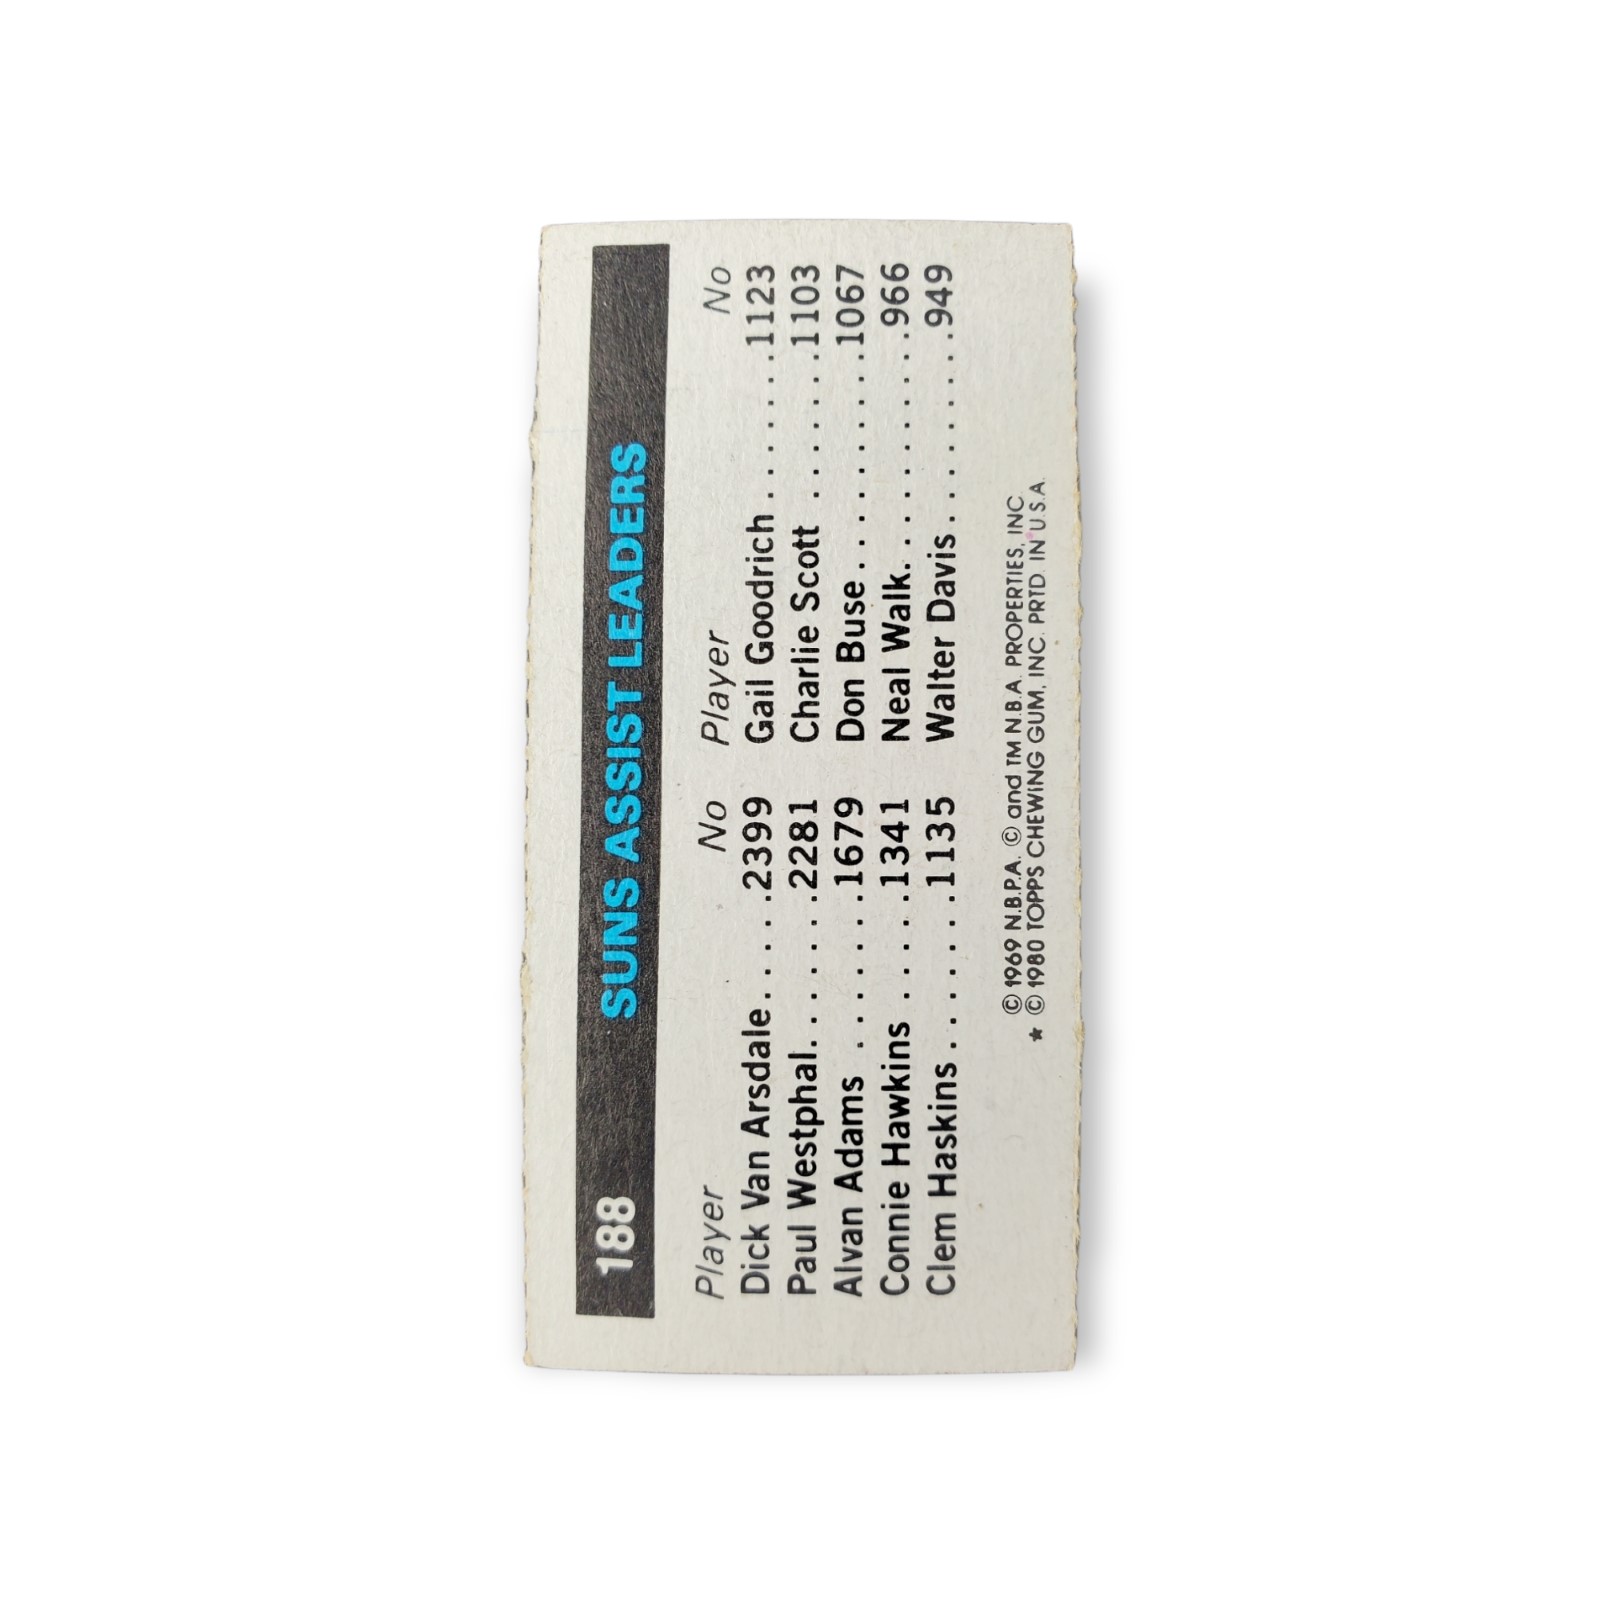 188 SUNS ASSIST LEADERS
Player No Player No
Dick Van Arsdale.....2399 Gail Goodrich.......1123
Paul Westphal.......2281 Charlie Scott ......1103
Alvan Adams .......1679 Don Buse..........1067
Connie Hawkins .....1341 Neal Walk..........966
Clem Haskins.......1135 Walter Davis........949
© 1969 N.B.P.A. © and TM N.B.A. PROPERTIES, INC.
★ © 1980 TOPPS CHEWING GUM, INC. PRTD. IN U.S.A.